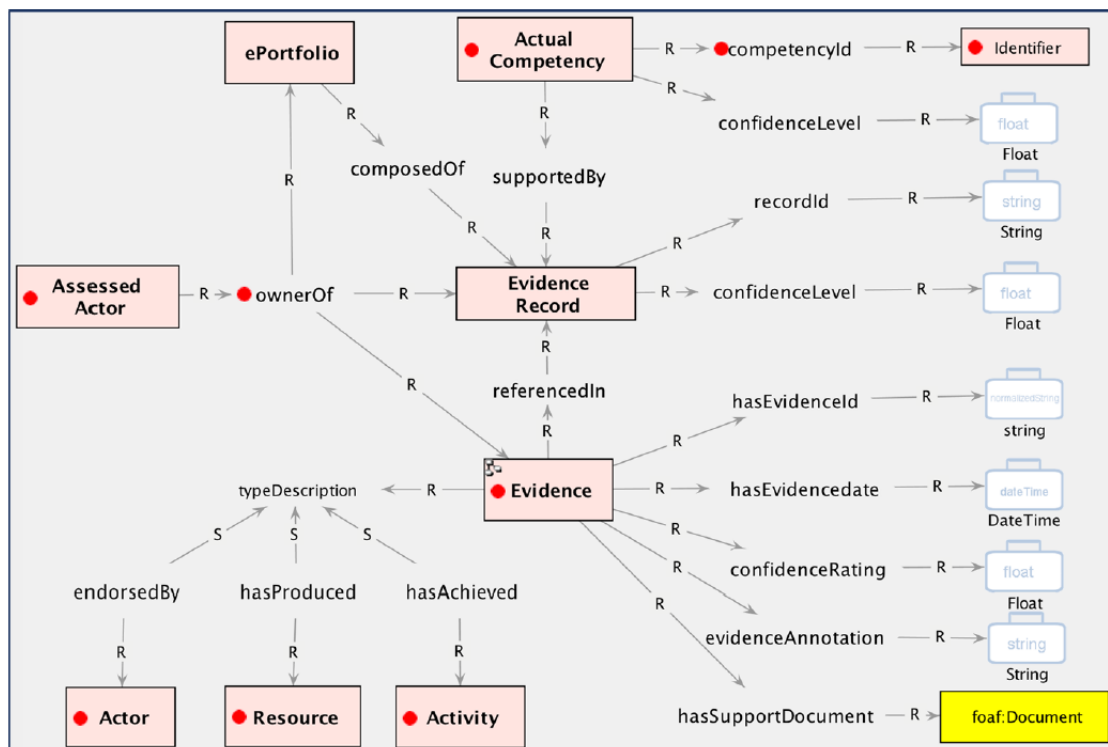 ePortfolio
Actual
Competency
R
competencyId
R
Identifier
R
R
R
confidenceLevel
R
float
Float
R
composedOf
supportedBy
R
recordId
R
string
String
R
R
R
Assessed
Actor
R
ownerOf
R
Evidence
Record
R
confidenceLevel
R
float
Float
R
R
referencedIn
R
hasEvidenceId
R
normalizedString
string
R
typeDescription
R
Evidence
R
hasEvidencedate
R
dateTime
DateTime
S
S
S
R
R
confidenceRating
R
float
Float
endorsedBy
hasProduced
hasAchieved
R
evidenceAnnotation
R
string
String
R
R
R
Actor
Resource
Activity
hasSupportDocument
R
foaf:Document